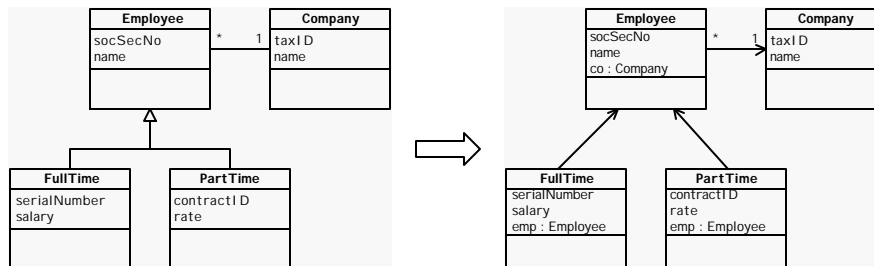 Employee
socSecNo
name
* 1
Company
taxID
name
FullTime
serialNumber
salary
PartTime
contractID
rate
Employee
socSecNo
name
co : Company
* 1
Company
taxID
name
FullTime
serialNumber
salary
emp : Employee
PartTime
contractID
rate
emp : Employee